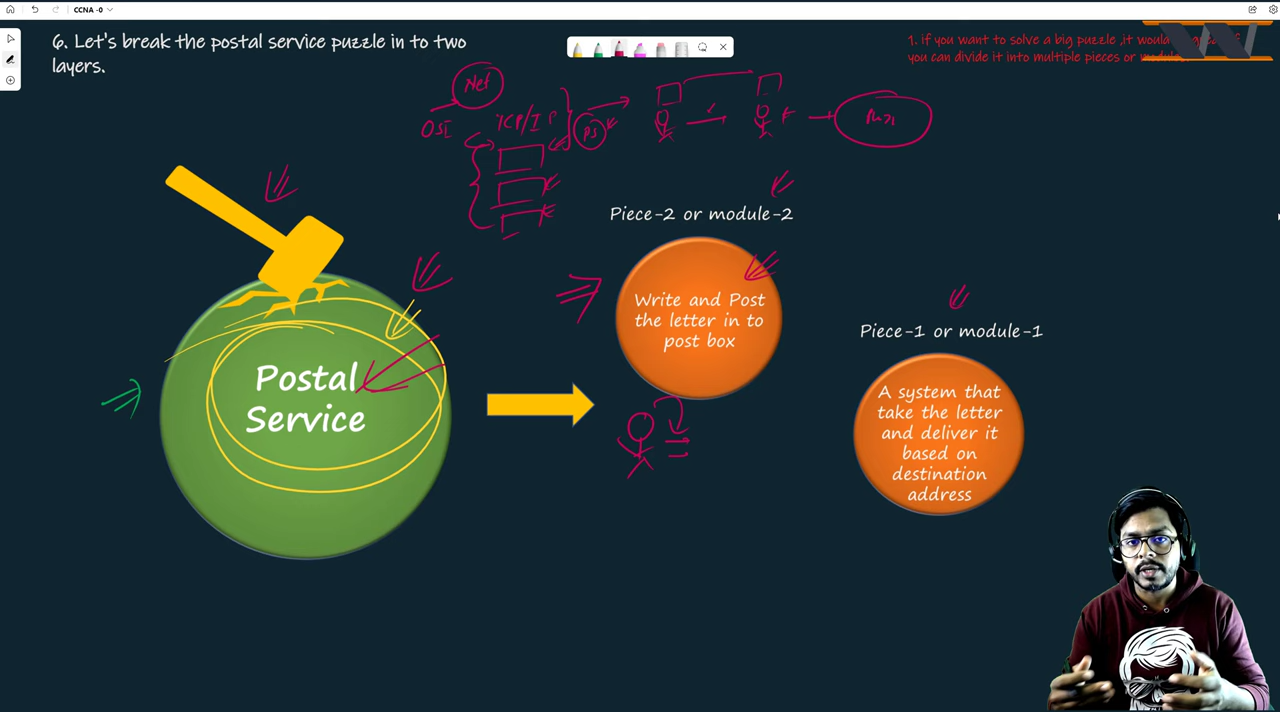 CCNA -0
6. Let's break the postal service puzzle in to two
layers.
1. if you want to solve a big puzzle ,it would
you can divide it into multiple pieces or
Net
OSI
TCP/IP
PS
Piece-2 or module-2
Write and Post
the letter in to
post box
Piece-1 or module-1
A system that
take the letter
and deliver it
based on
destination
address
Postal
Service